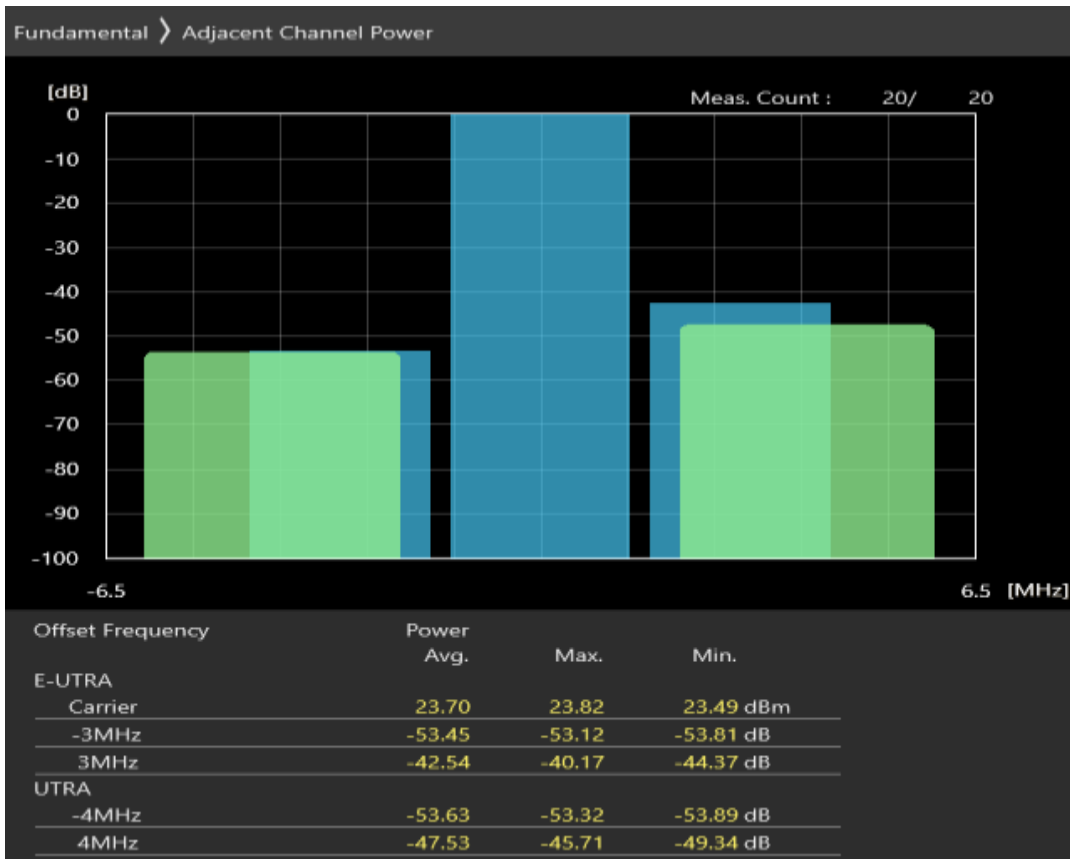 Fundamental 〉 Adjacent Channel Power
[dB]
Meas. Count : 20/ 20
0
-10
-20
-30
-40
-50
-60
-70
-80
-90
-100
-6.5 6.5 [MHz]
Offset Frequency Power
Avg. Max. Min.
E-UTRA
Carrier 23.70 23.82 23.49 dBm
-3MHz -53.45 -53.12 -53.81 dB
3MHz -42.54 -40.17 -44.37 dB
UTRA
-4MHz -53.63 -53.32 -53.89 dB
4MHz -47.53 -45.71 -49.34 dB